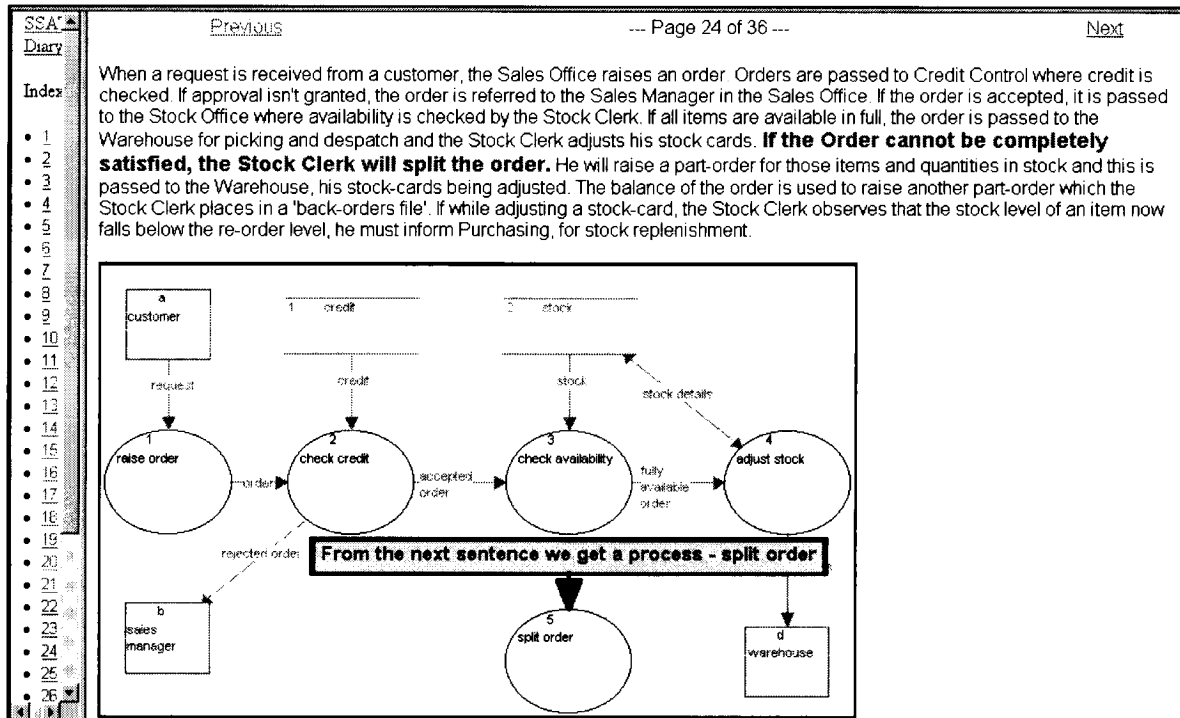 SSAT
Diary
Index
• 1
• 2
• 3
• 4
• 5
• 6
• 7
• 8
• 9
• 10
• 11
• 12
• 13
• 14
• 15
• 16
• 17
• 18
• 19
• 20
• 21
• 22
• 23
• 24
• 25
• 26
Previous --- Page 24 of 36 --- Next
When a request is received from a customer, the Sales Office raises an order. Orders are passed to Credit Control where credit is
checked. If approval isn't granted, the order is referred to the Sales Manager in the Sales Office. If the order is accepted, it is passed
to the Stock Office where availability is checked by the Stock Clerk. If all items are available in full, the order is passed to the
Warehouse for picking and despatch and the Stock Clerk adjusts his stock cards. If the Order cannot be completely
satisfied, the Stock Clerk will split the order. He will raise a part-order for those items and quantities in stock and this is
passed to the Warehouse, his stock-cards being adjusted. The balance of the order is used to raise another part-order which the
Stock Clerk places in a 'back-orders file'. If while adjusting a stock-card, the Stock Clerk observes that the stock level of an item now
falls below the re-order level, he must inform Purchasing, for stock replenishment.
a
customer
1 credit
2 stock
request
credit
stock
stock details
1
raise order
2
check credit
3
check availability
4
adjust stock
order
accepted
order
fully
available
order
rejected order
From the next sentence we get a process - split order
b
sales
manager
5
split order
d
warehouse